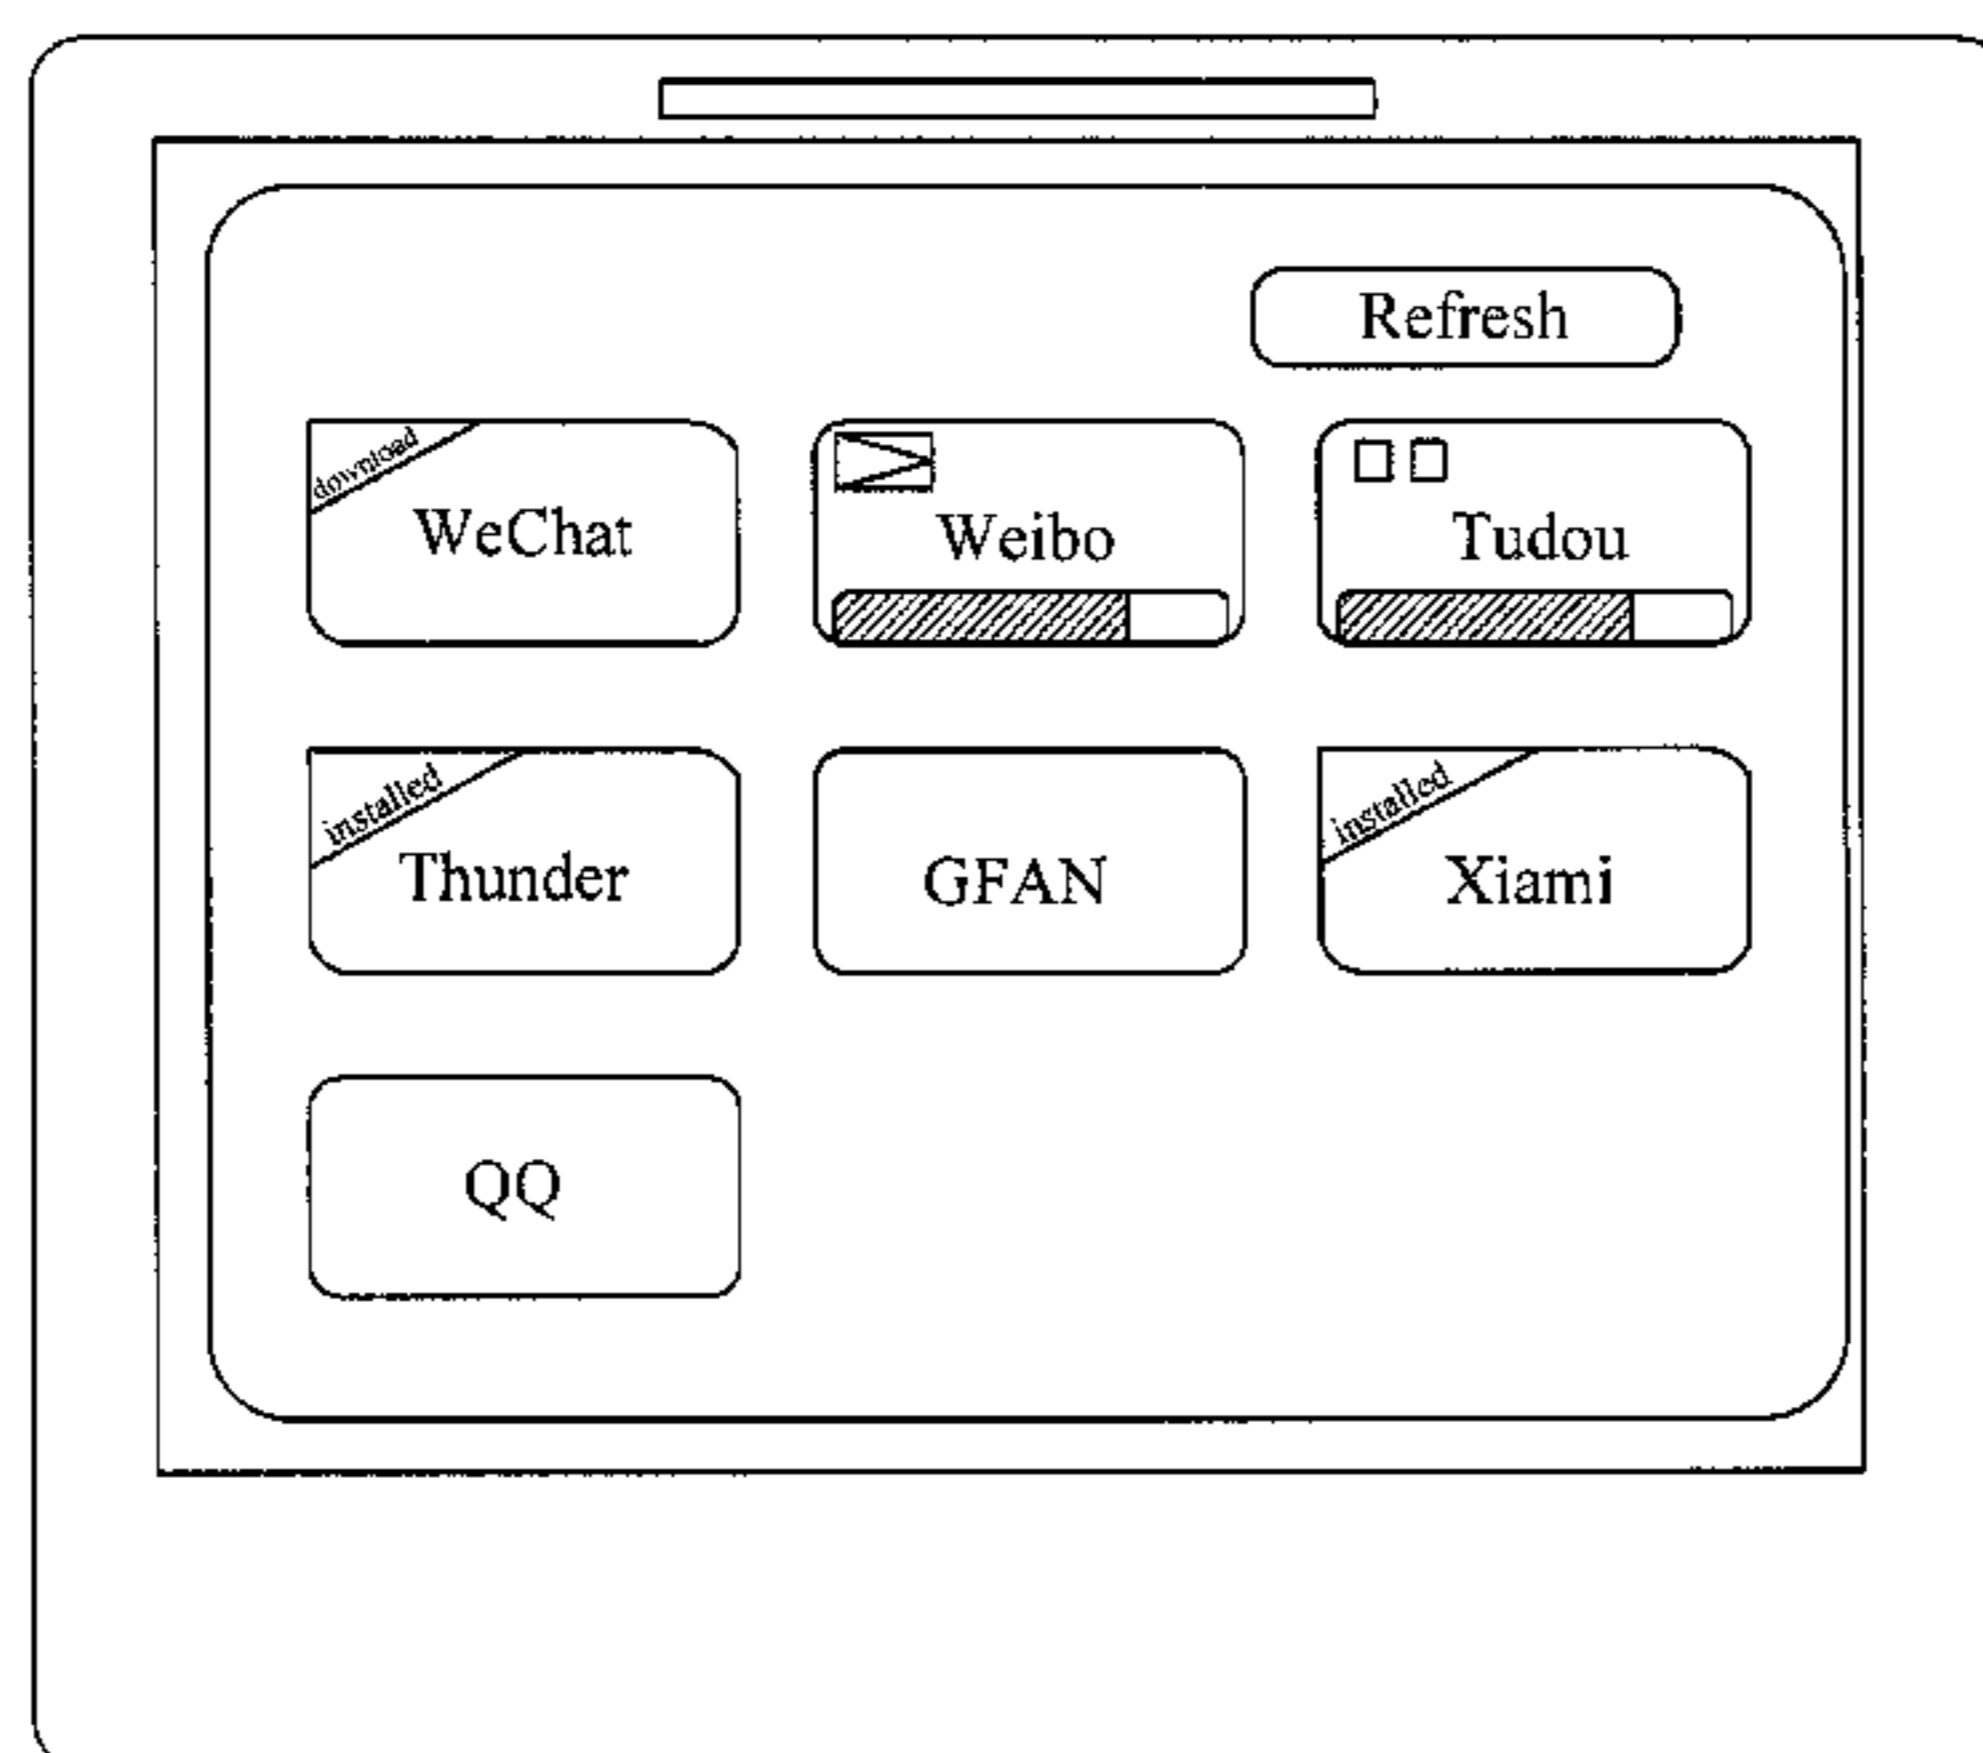 Refresh
download
WeChat
Weibo
Tudou
installed
Thunder
GFAN
installed
Xiami
QQ